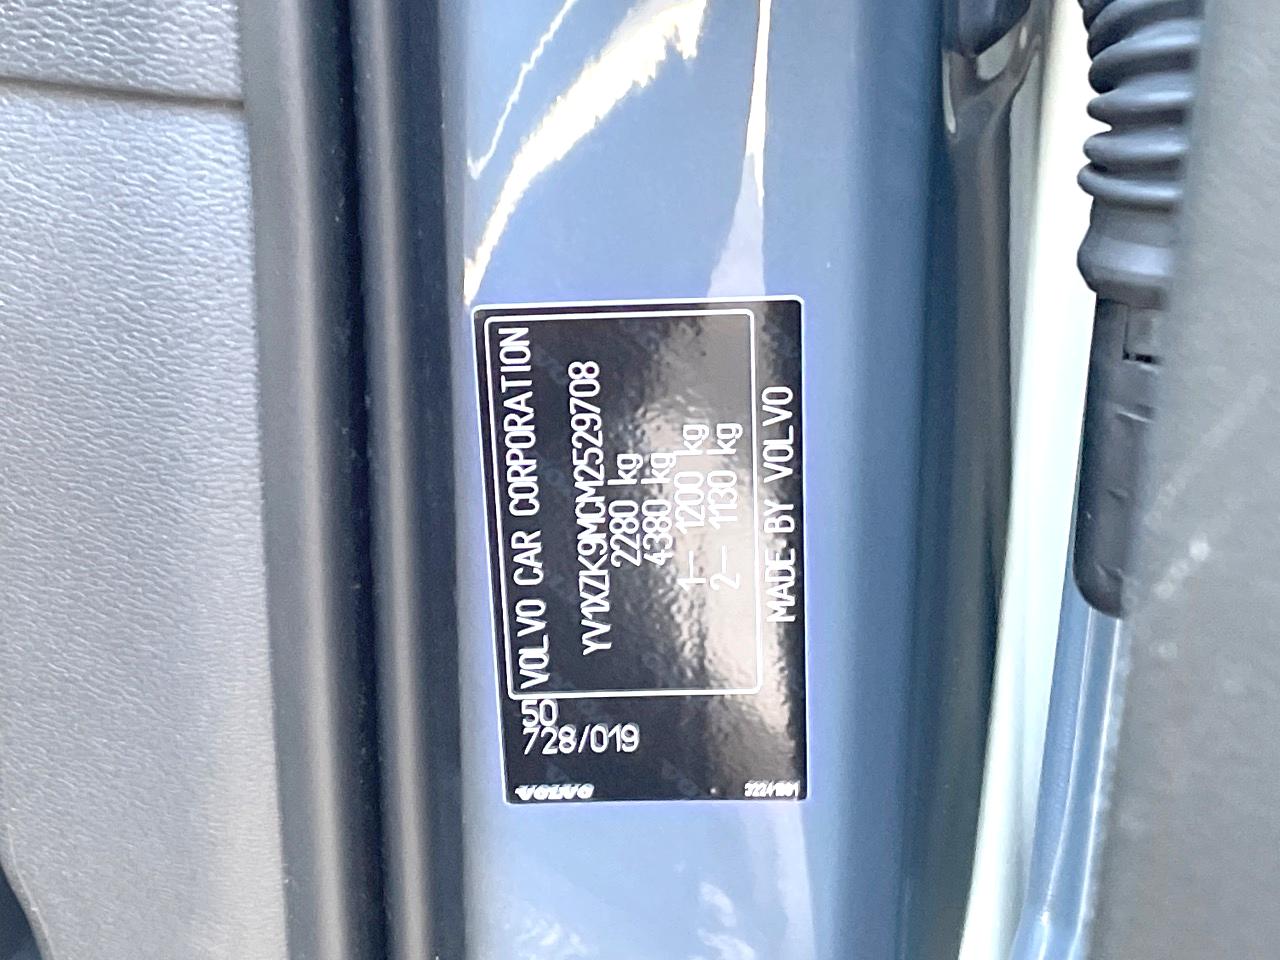 VOLVO CAR CORPORATION
YV1XZK9MCM2529708
2280 kg
4380 kg
1– 1200 kg
2– 1130 kg
MADE BY VOLVO
50
728/019
VOLVO